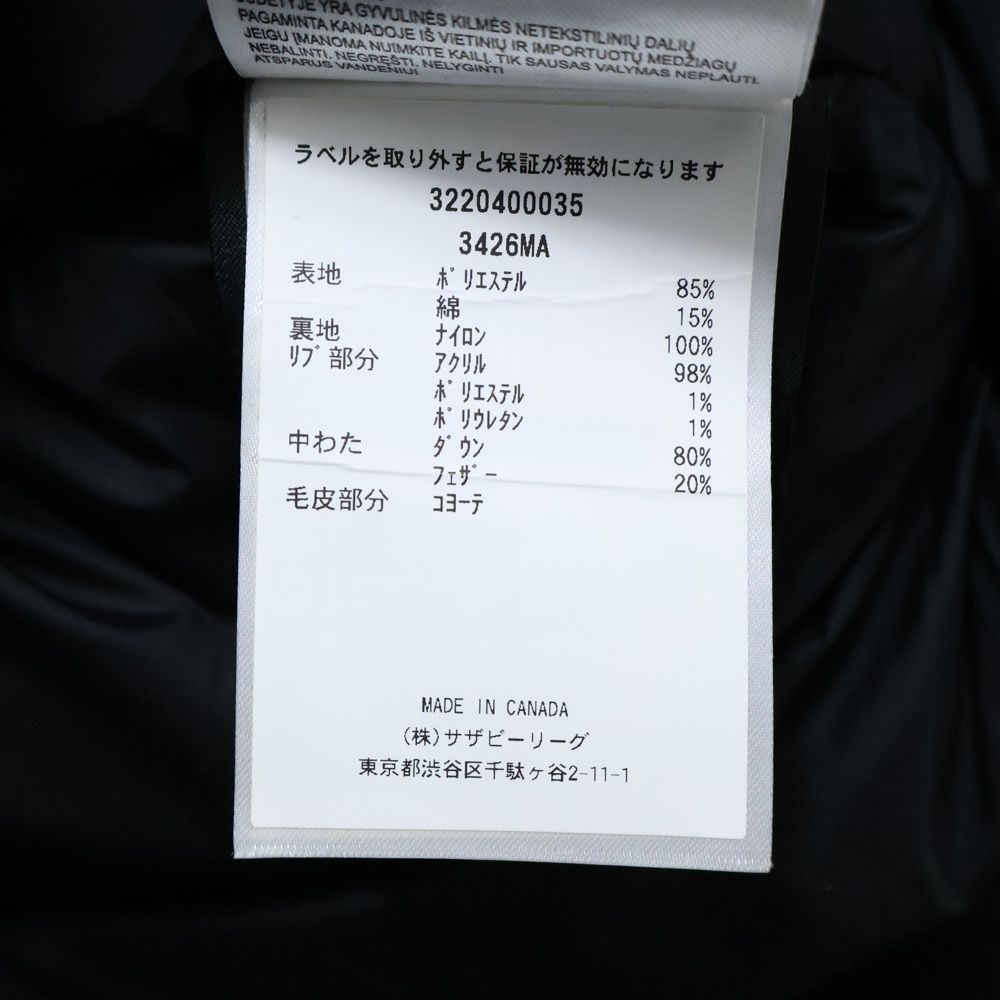 SUDĖTYJE YRA GYVULINĖS KILMĖS NETEKSTILINIŲ DALIŲ
PAGAMINTA KANADOJE IŠ VIETINIŲ IR IMPORTUOTŲ MEDŽIAGŲ
JEIGU ĮMANOMA NUIMKITE KAILĮ. TIK SAUSAS VALYMAS NEPLAUTI.
NEBALINTI. NEGRĘŠTI. NELYGINTI
ATSPARUS VANDENIUI
ラベルを取り外すと保証が無効になります
3220400035
3426MA
表地 ﾎﾟﾘｴｽﾃﾙ 85%
綿 15%
裏地 ﾅｲﾛﾝ 100%
ﾘﾌﾞ部分 ｱｸﾘﾙ 98%
ﾎﾟﾘｴｽﾃﾙ 1%
ﾎﾟﾘｳﾚﾀﾝ 1%
中わた ﾀﾞｳﾝ 80%
ﾌｪｻﾞｰ 20%
毛皮部分 ｺﾖｰﾃ
MADE IN CANADA
(株)サザビーリーグ
東京都渋谷区千駄ヶ谷2-11-1